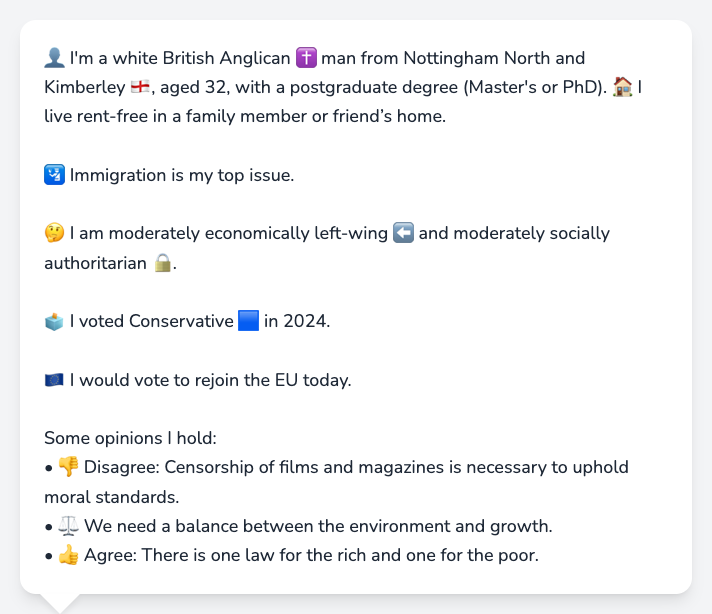 👤 I'm a white British Anglican ✝️ man from Nottingham North and
Kimberley 🏴󠁧󠁢󠁥󠁮󠁧󠁿, aged 32, with a postgraduate degree (Master's or PhD). 🏠 I
live rent-free in a family member or friend’s home.
🛂 Immigration is my top issue.
🤔 I am moderately economically left-wing ⬅️ and moderately socially
authoritarian 🔒.
🗳️ I voted Conservative 🟦 in 2024.
🇪🇺 I would vote to rejoin the EU today.
Some opinions I hold:
• 👎 Disagree: Censorship of films and magazines is necessary to uphold
moral standards.
• ⚖️ We need a balance between the environment and growth.
• 👍 Agree: There is one law for the rich and one for the poor.